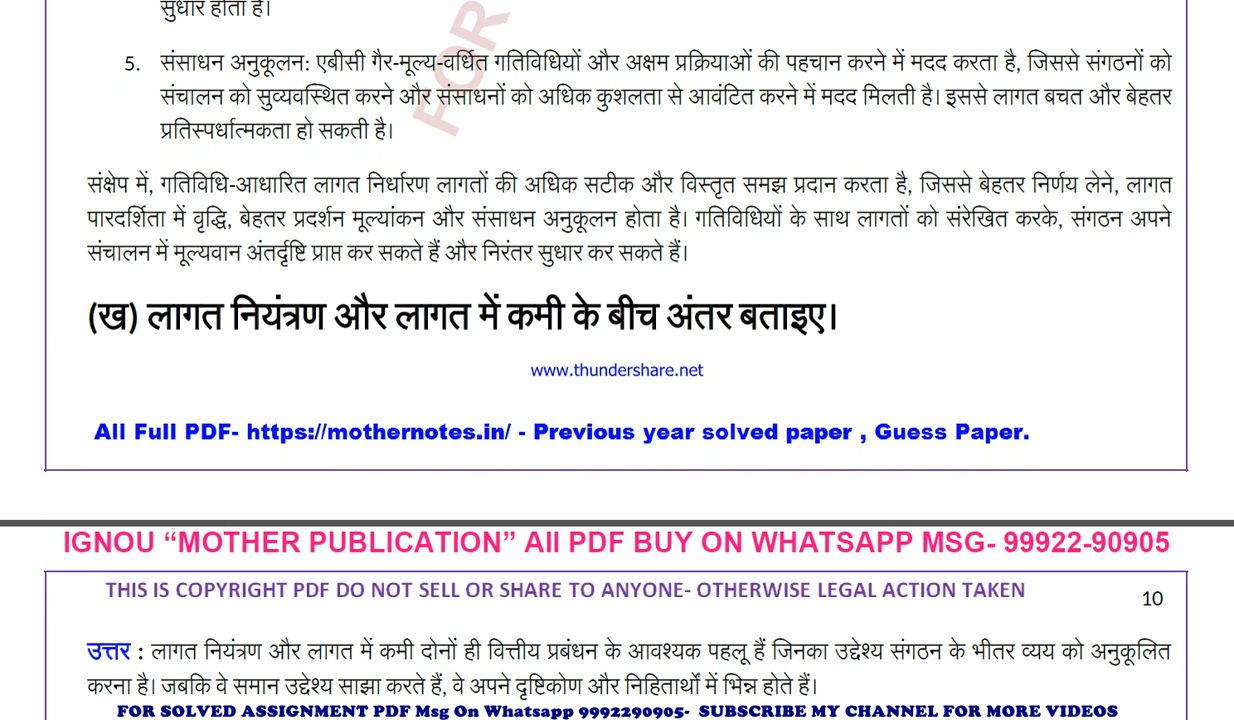 सुधार होता है।
5. संसाधन अनुकूलन: एबीसी गैर-मूल्य-वर्धित गतिविधियों और अक्षम प्रक्रियाओं की पहचान करने में मदद करता है, जिससे संगठनों को
संचालन को सुव्यवस्थित करने और संसाधनों को अधिक कुशलता से आवंटित करने में मदद मिलती है। इससे लागत बचत और बेहतर
प्रतिस्पर्धात्मकता हो सकती है।
FOR
संक्षेप में, गतिविधि-आधारित लागत निर्धारण लागतों की अधिक सटीक और विस्तृत समझ प्रदान करता है, जिससे बेहतर निर्णय लेने, लागत
पारदर्शिता में वृद्धि, बेहतर प्रदर्शन मूल्यांकन और संसाधन अनुकूलन होता है। गतिविधियों के साथ लागतों को संरेखित करके, संगठन अपने
संचालन में मूल्यवान अंतर्दृष्टि प्राप्त कर सकते हैं और निरंतर सुधार कर सकते हैं।
(ख) लागत नियंत्रण और लागत में कमी के बीच अंतर बताइए।
www.thundershare.net
All Full PDF- https://mothernotes.in/ - Previous year solved paper , Guess Paper.
IGNOU “MOTHER PUBLICATION” All PDF BUY ON WHATSAPP MSG- 99922-90905
THIS IS COPYRIGHT PDF DO NOT SELL OR SHARE TO ANYONE- OTHERWISE LEGAL ACTION TAKEN
10
उत्तर : लागत नियंत्रण और लागत में कमी दोनों ही वित्तीय प्रबंधन के आवश्यक पहलू हैं जिनका उद्देश्य संगठन के भीतर व्यय को अनुकूलित
करना है। जबकि वे समान उद्देश्य साझा करते हैं, वे अपने दृष्टिकोण और निहितार्थों में भिन्न होते हैं।
FOR SOLVED ASSIGNMENT PDF Msg On Whatsapp 9992290905- SUBSCRIBE MY CHANNEL FOR MORE VIDEOS